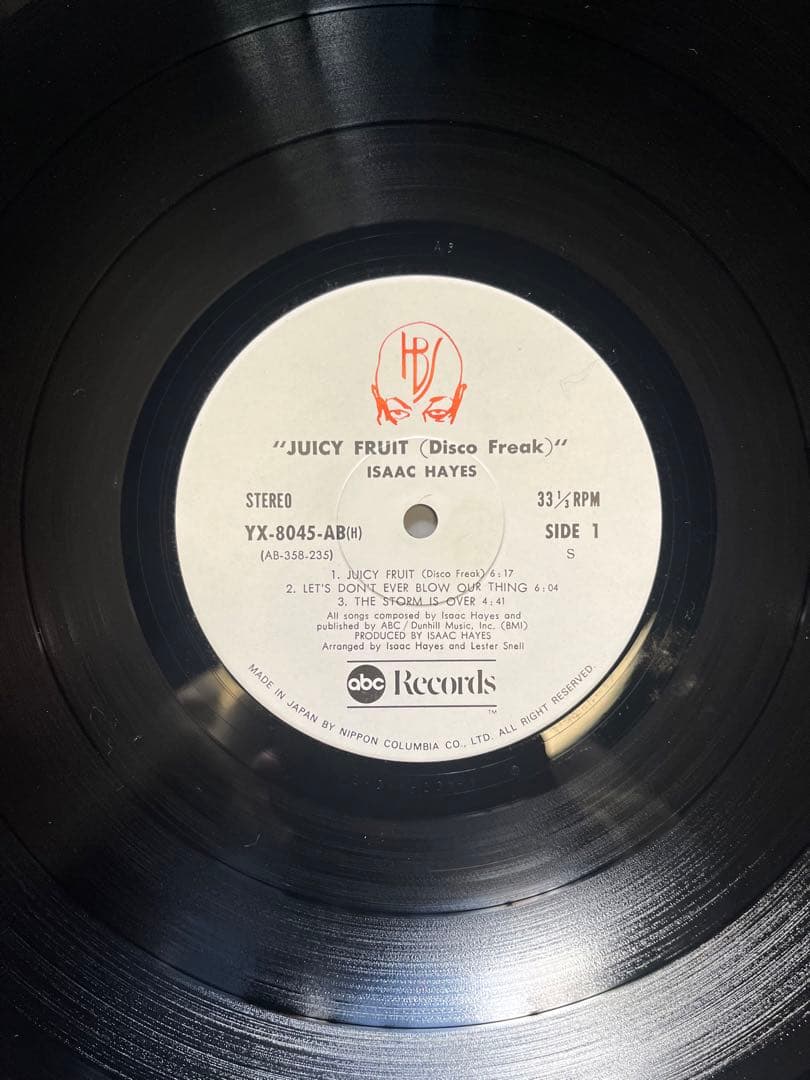 HBS
"JUICY FRUIT (Disco Freak)"
ISAAC HAYES
STEREO
33 1/3 RPM
YX-8045-AB(H)
SIDE 1
(AB-358-235)
S
1. JUICY FRUIT (Disco Freak) 6:17
2. LET'S DON'T EVER BLOW OUR THING 6:04
3. THE STORM IS OVER 4:41
All songs composed by Isaac Hayes and
published by ABC/Dunhill Music, Inc. (BMI)
PRODUCED BY ISAAC HAYES
Arranged by Isaac Hayes and Lester Snell
abc Records
TM
MADE IN JAPAN BY NIPPON COLUMBIA CO., LTD. ALL RIGHT RESERVED.